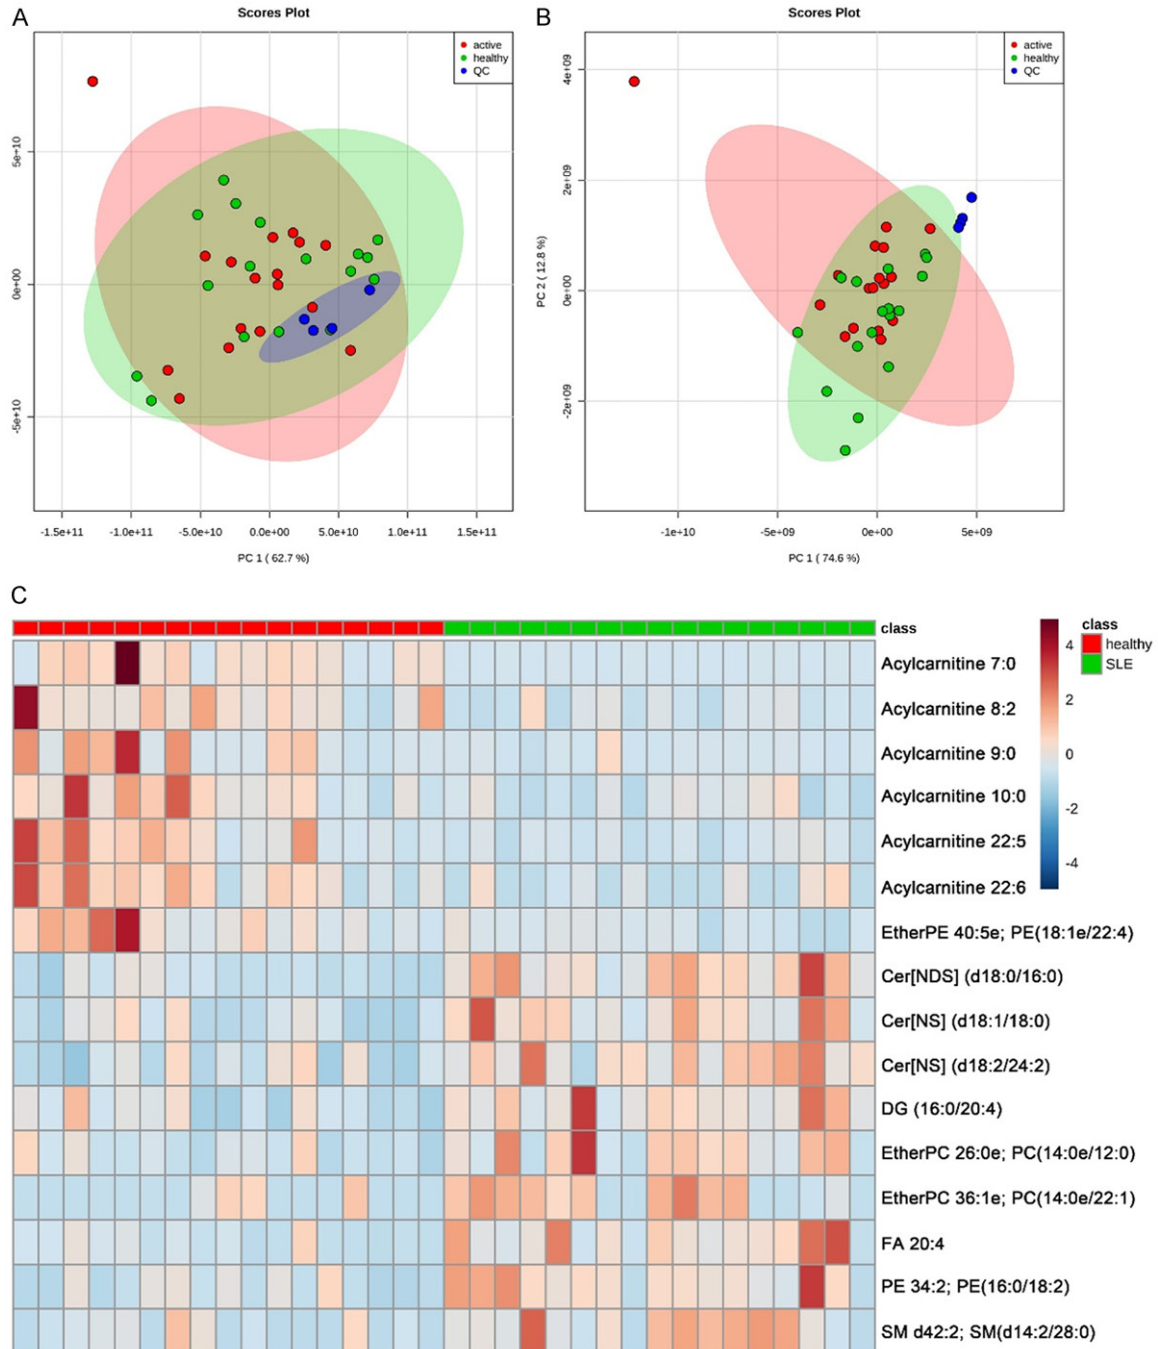 A
Scores Plot
active
healthy
QC
5e+10
0e+00
-5e+10
-1.5e+11 -1.0e+11 -5.0e+10 0.0e+00 5.0e+10 1.0e+11 1.5e+11
PC 1 ( 62.7 %)
B
Scores Plot
active
healthy
QC
PC 2 ( 12.8 %)
4e+09
2e+09
0e+00
-2e+09
-1e+10 -5e+09 0e+00 5e+09
PC 1 ( 74.6 %)
C
class
Acylcarnitine 7:0
Acylcarnitine 8:2
Acylcarnitine 9:0
Acylcarnitine 10:0
Acylcarnitine 22:5
Acylcarnitine 22:6
EtherPE 40:5e; PE(18:1e/22:4)
Cer[NDS] (d18:0/16:0)
Cer[NS] (d18:1/18:0)
Cer[NS] (d18:2/24:2)
DG (16:0/20:4)
EtherPC 26:0e; PC(14:0e/12:0)
EtherPC 36:1e; PC(14:0e/22:1)
FA 20:4
PE 34:2; PE(16:0/18:2)
SM d42:2; SM(d14:2/28:0)
4
2
0
-2
-4
class
healthy
SLE